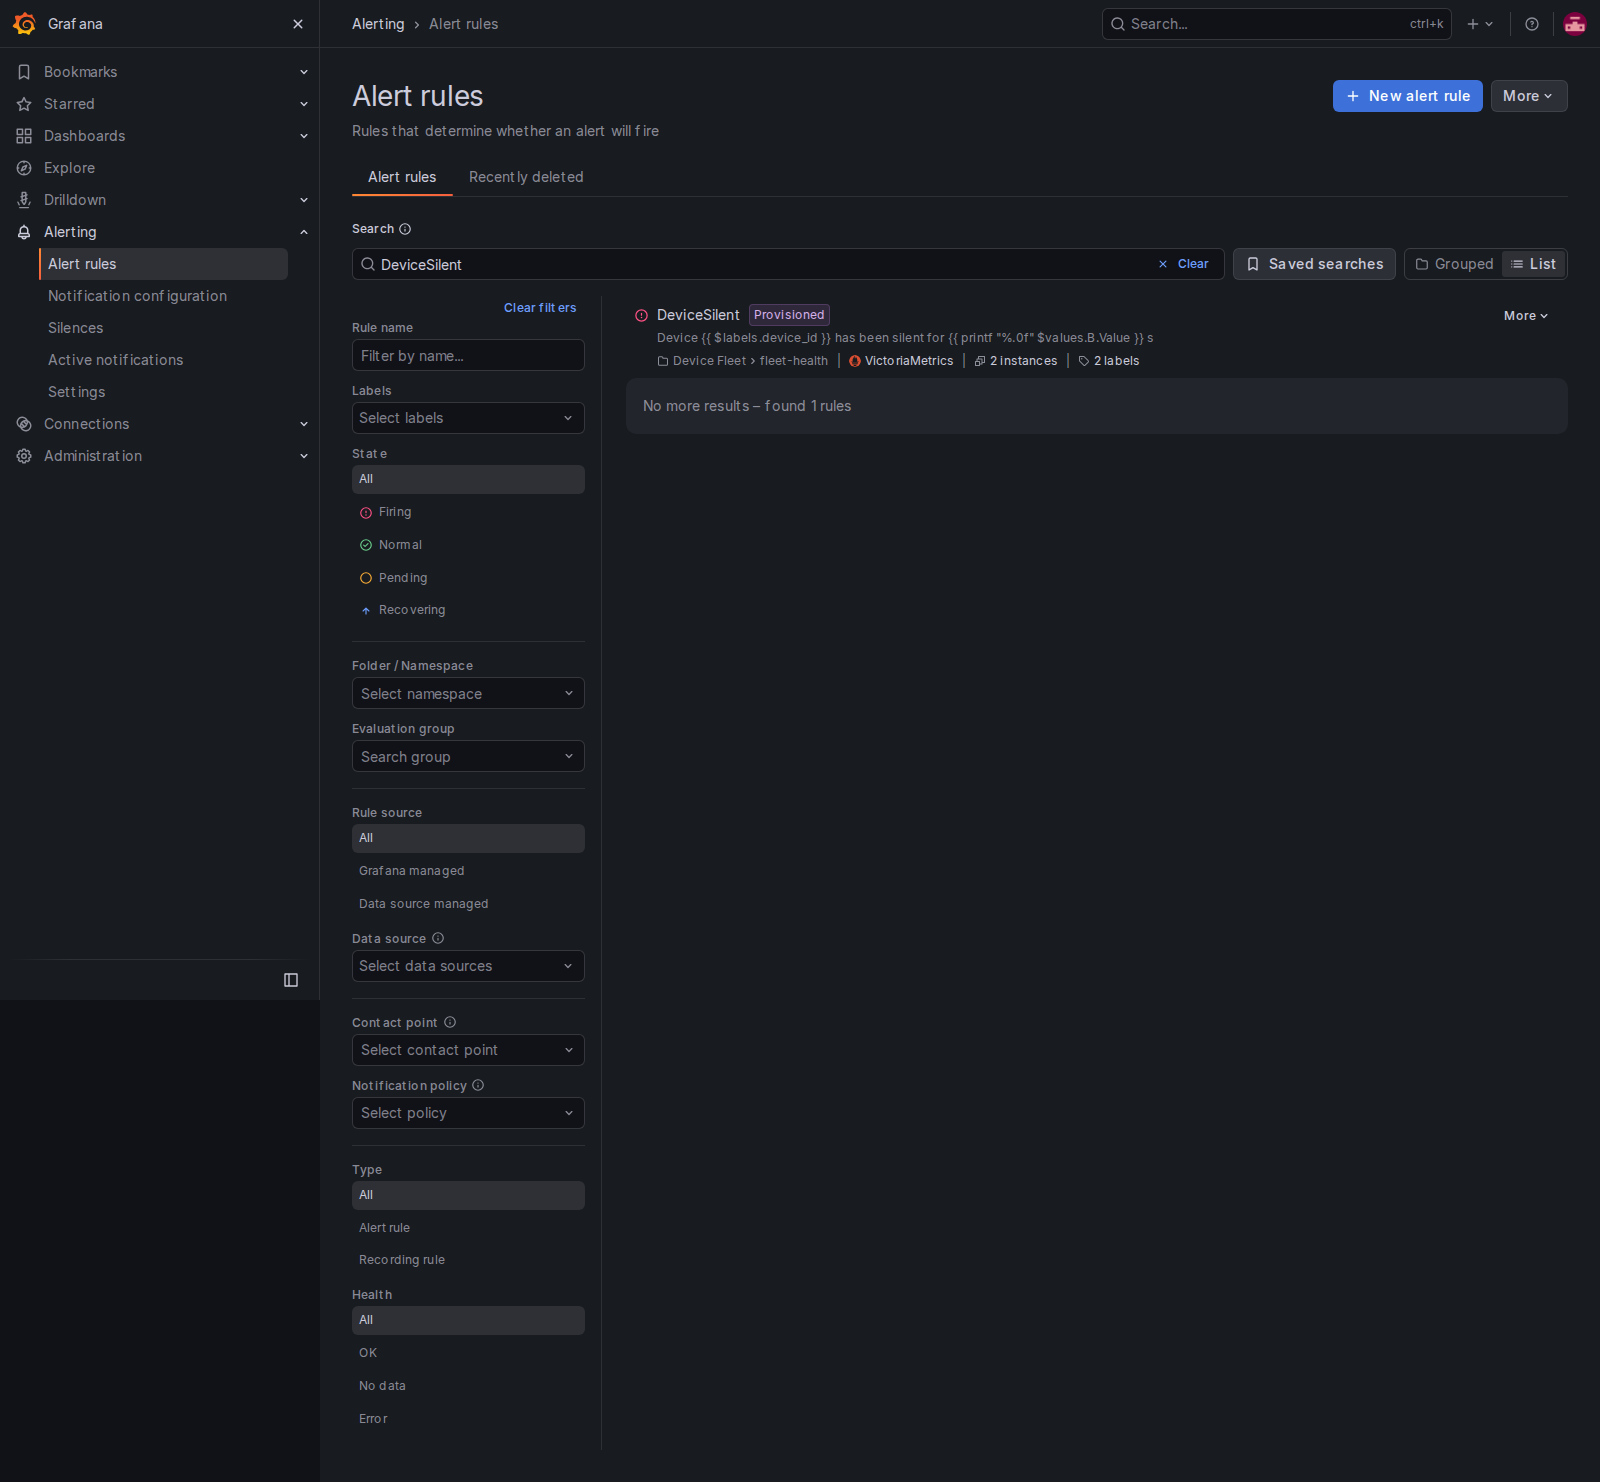 Grafana
Alerting › Alert rules
Search...
ctrl+k
Bookmarks
Starred
Dashboards
Explore
Drilldown
Alerting
Alert rules
Notification configuration
Silences
Active notifications
Settings
Connections
Administration
Alert rules
New alert rule
More
Rules that determine whether an alert will fire
Alert rules
Recently deleted
Search
DeviceSilent
Clear
Saved searches
Grouped
List
Clear filters
Rule name
Filter by name...
Labels
Select labels
State
All
Firing
Normal
Pending
Recovering
Folder / Namespace
Select namespace
Evaluation group
Search group
Rule source
All
Grafana managed
Data source managed
Data source
Select data sources
Contact point
Select contact point
Notification policy
Select policy
Type
All
Alert rule
Recording rule
Health
All
OK
No data
Error
DeviceSilent
Provisioned
More
Device {{ $labels.device_id }} has been silent for {{ printf "%.0f" $values.B.Value }} s
Device Fleet › fleet-health | VictoriaMetrics | 2 instances | 2 labels
No more results – found 1 rules